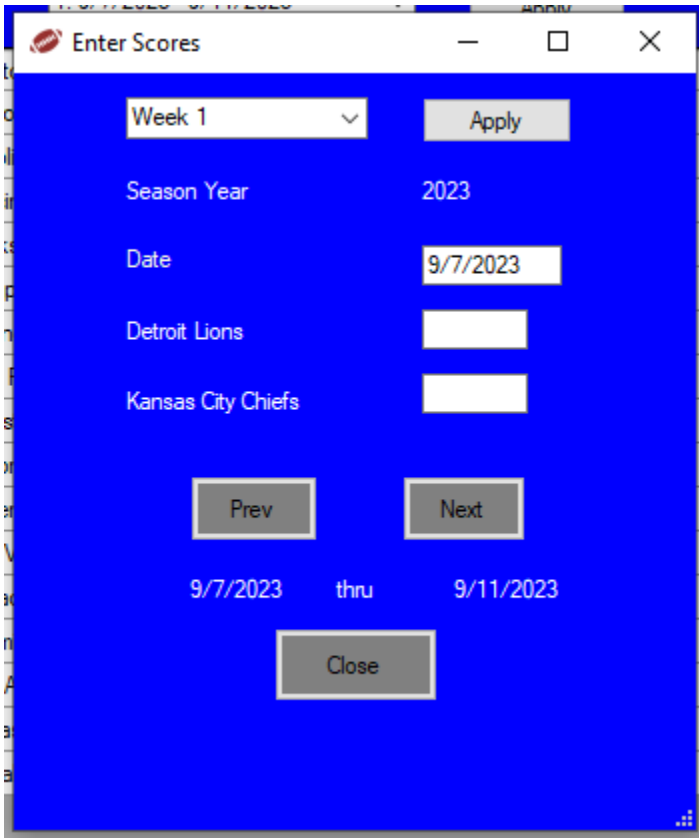 Enter Scores
Week 1 Apply
Season Year 2023
Date 9/7/2023
Detroit Lions
Kansas City Chiefs
Prev Next
9/7/2023 thru 9/11/2023
Close